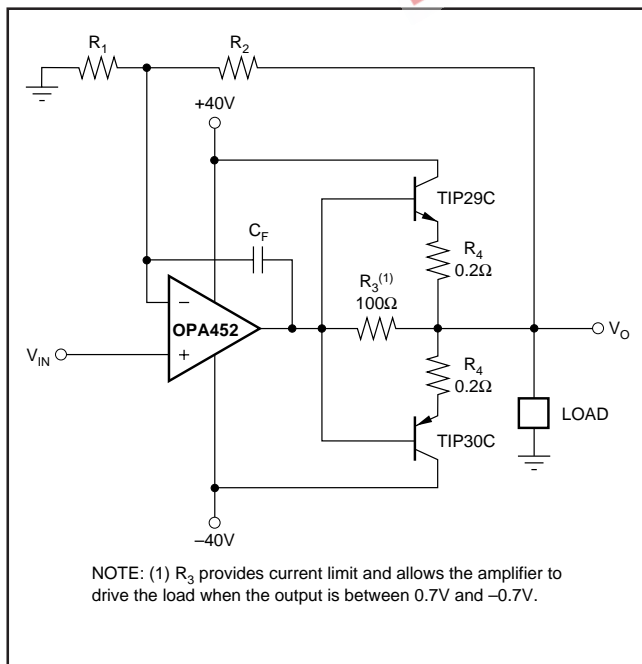 R1
R2
+40V
TIP29C
CF
R4
0.2Ω
R3(1)
100Ω
–
OPA452
+
VIN
VO
R4
0.2Ω
LOAD
TIP30C
–40V
NOTE: (1) R3 provides current limit and allows the amplifier to
drive the load when the output is between 0.7V and –0.7V.